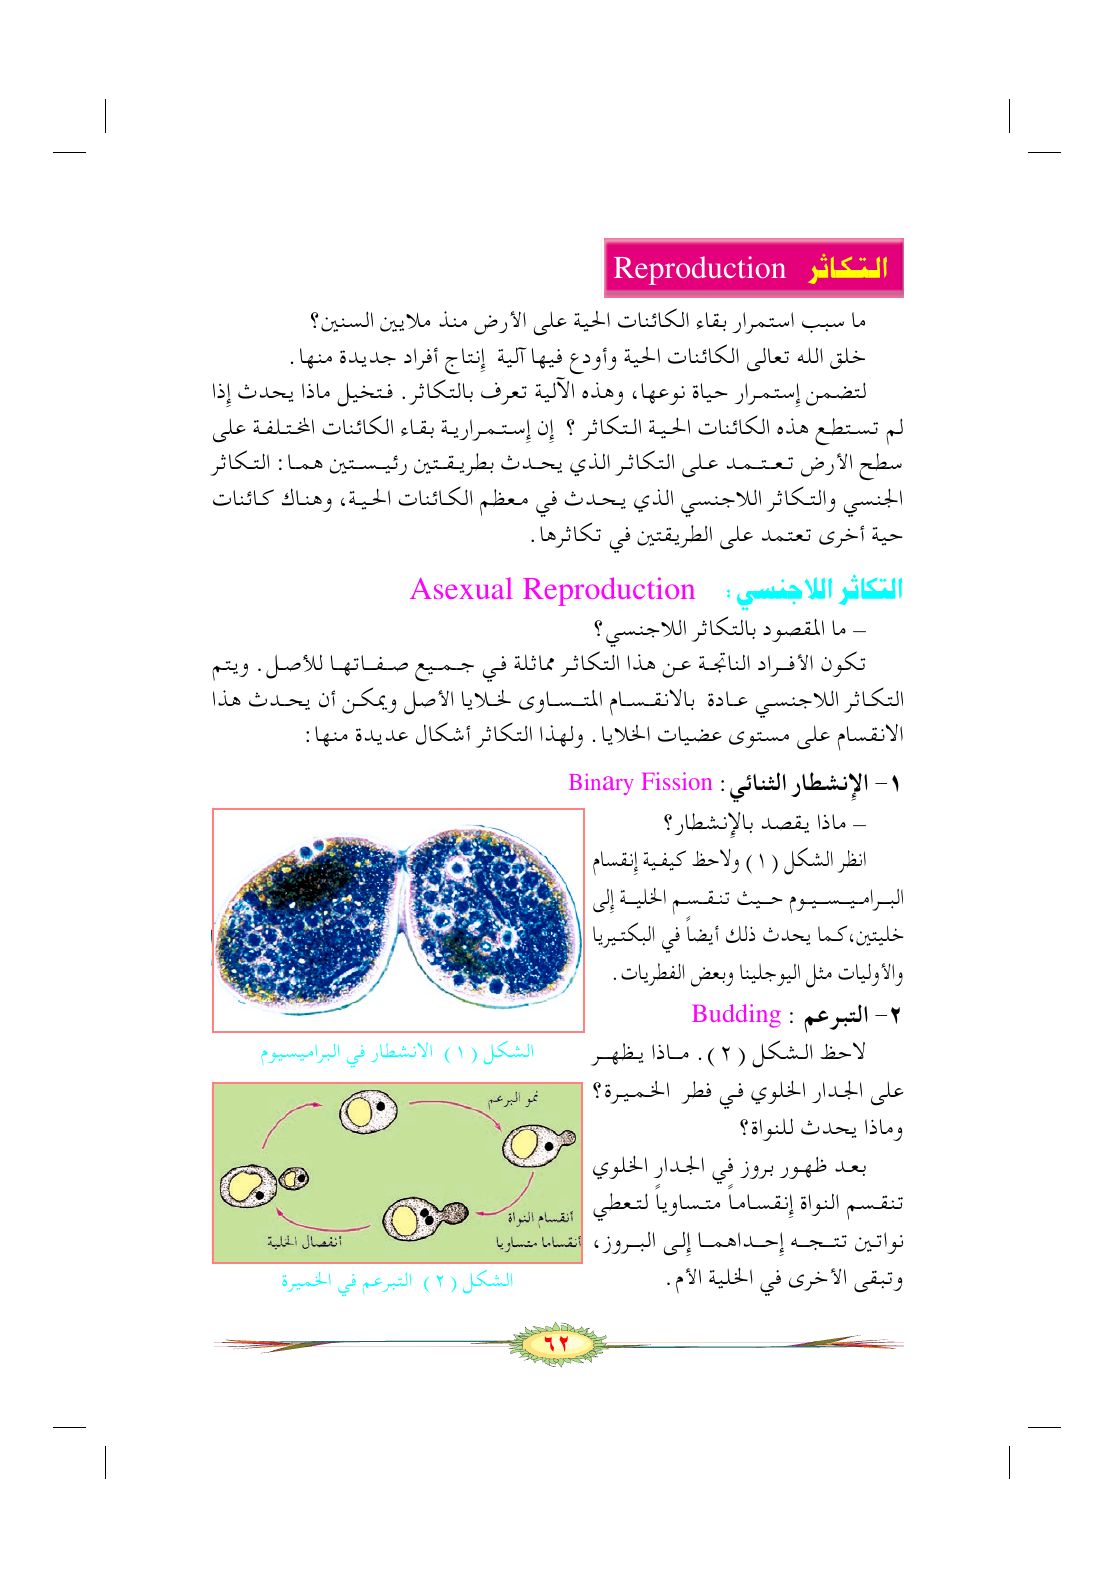 التكاثر Reproduction
ما سبب استمرار بقاء الكائنات الحية على الأرض منذ ملايين السنين؟
خلق الله تعالى الكائنات الحية وأودع فيها آلية إنتاج أفراد جديدة منها.
لتضمن إستمرار حياة نوعها، وهذه الآلية تعرف بالتكاثر. فتخيل ماذا يحدث إذا
لم تستطع هذه الكائنات الحية التكاثر ؟ إن إستمرارية بقاء الكائنات المختلفة على
سطح الأرض تعتمد على التكاثر الذي يحدث بطريقتين رئيستين هما: التكاثر
الجنسي والتكاثر اللاجنسي الذي يحدث في معظم الكائنات الحية، وهناك كائنات
حية أخرى تعتمد على الطريقتين في تكاثرها.
التكاثر اللاجنسي: Asexual Reproduction
– ما المقصود بالتكاثر اللاجنسي؟
تكون الأفراد الناتجة عن هذا التكاثر مماثلة في جميع صفاتها للأصل. ويتم
التكاثر اللاجنسي عادة بالانقسام المتساوى لخلايا الأصل ويمكن أن يحدث هذا
الانقسام على مستوى عضيات الخلايا. ولهذا التكاثر أشكال عديدة منها:
١- الإنشطار الثنائي: Binary Fission
– ماذا يقصد بالإنشطار؟
انظر الشكل (١) ولاحظ كيفية إنقسام
البراميسيوم حيث تنقسم الخلية إلى
خليتين،كما يحدث ذلك أيضاً في البكتيريا
والأوليات مثل اليوجلينا وبعض الفطريات.
الشكل (١) الانشطار في البراميسيوم
٢- التبرعم : Budding
لاحظ الشكل (٢). ماذا يظهر
على الجدار الخلوي في فطر الخميرة؟
وماذا يحدث للنواة؟
بعد ظهور بروز في الجدار الخلوي
تنقسم النواة إنقساماً متساوياً لتعطي
نواتين تتجه إحداهما إلى البروز،
وتبقى الأخرى في الخلية الأم.
نمو البرعم
أنقسام النواة
أنقساما متساويا
أنفصال الخلية
الشكل (٢) التبرعم في الخميرة
٦٢